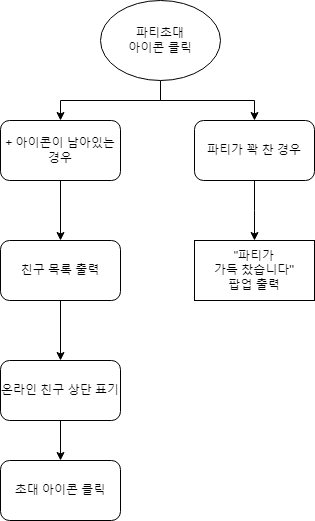 파티초대
아이콘 클릭
+ 아이콘이 남아있는
경우
파티가 꽉 찬 경우
친구 목록 출력
"파티가
가득 찼습니다"
팝업 출력
온라인 친구 상단 표기
초대 아이콘 클릭